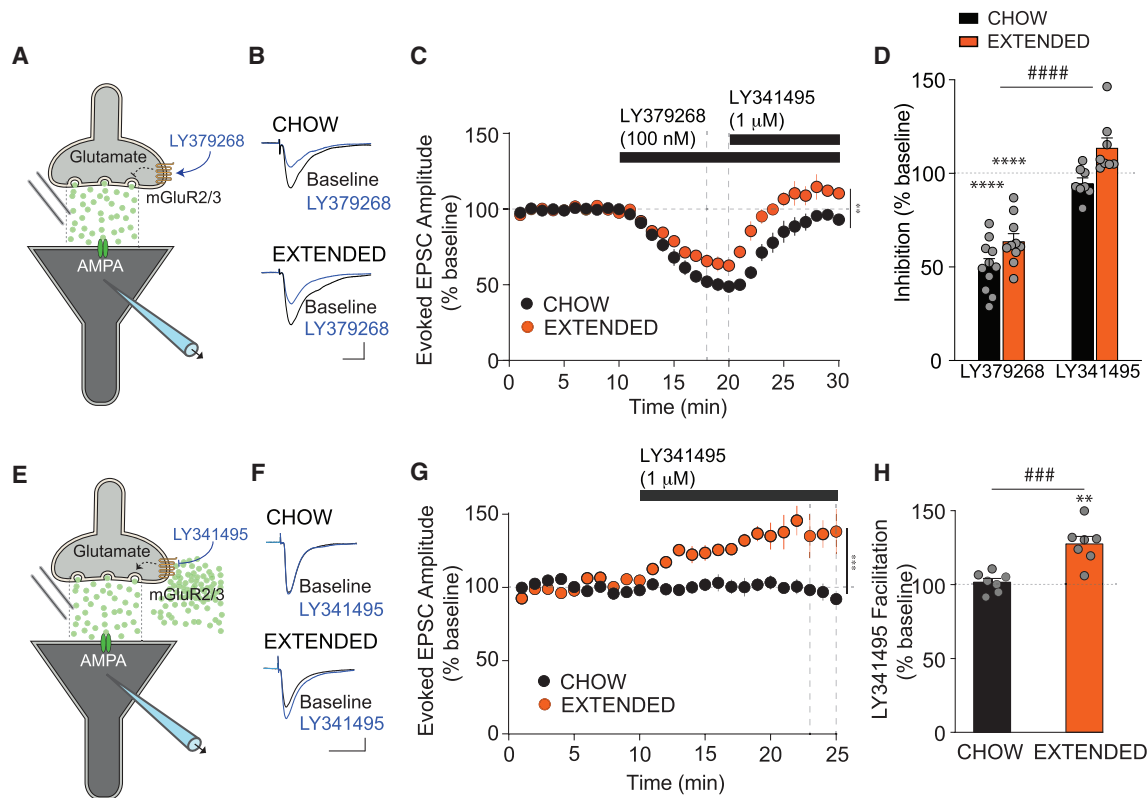 CHOW
EXTENDED
A
Glutamate
LY379268
mGluR2/3
AMPA
B
CHOW
Baseline
LY379268
EXTENDED
Baseline
LY379268
C
Evoked EPSC Amplitude
(% baseline)
150
100
50
0
LY379268
(100 nM)
LY341495
(1 μM)
**
CHOW
EXTENDED
0 5 10 15 20 25 30
Time (min)
D
Inhibition (% baseline)
150
100
50
0
####
****
****
LY379268 LY341495
E
Glutamate
LY341495
mGluR2/3
AMPA
F
CHOW
Baseline
LY341495
EXTENDED
Baseline
LY341495
G
Evoked EPSC Amplitude
(% baseline)
150
100
50
0
LY341495
(1 μM)
***
CHOW
EXTENDED
0 5 10 15 20 25
Time (min)
H
LY341495 Facilitation
(% baseline)
150
100
50
0
###
**
CHOW EXTENDED